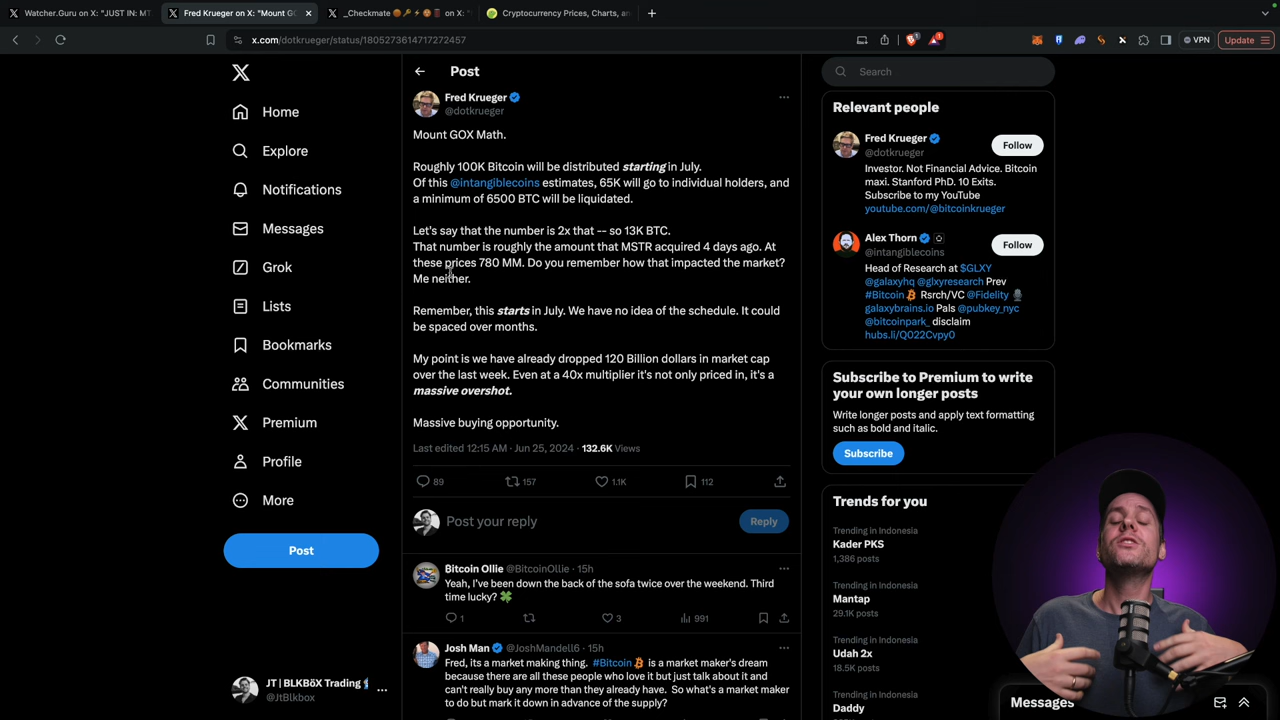 Watcher.Guru on X: "JUST IN: MT
Fred Krueger on X: "Mount GO
_Checkmate on X: "
Cryptocurrency Prices, Charts, an
x.com/dotkrueger/status/1805273614717272457
VPN
Update
Home
Explore
Notifications
Messages
Grok
Lists
Bookmarks
Communities
Premium
Profile
More
Post
JT | BLKBöX Trading
@JtBlkbox
Post
Fred Krueger
@dotkrueger
Mount GOX Math.
Roughly 100K Bitcoin will be distributed starting in July.
Of this @intangiblecoins estimates, 65K will go to individual holders, and
a minimum of 6500 BTC will be liquidated.
Let's say that the number is 2x that -- so 13K BTC.
That number is roughly the amount that MSTR acquired 4 days ago. At
these prices 780 MM. Do you remember how that impacted the market?
Me neither.
Remember, this starts in July. We have no idea of the schedule. It could
be spaced over months.
My point is we have already dropped 120 Billion dollars in market cap
over the last week. Even at a 40x multiplier it's not only priced in, it's a
massive overshot.
Massive buying opportunity.
Last edited 12:15 AM · Jun 25, 2024 · 132.6K Views
89 157 1.1K 112
Post your reply
Reply
Bitcoin Ollie @BitcoinOllie · 15h
Yeah, I've been down the back of the sofa twice over the weekend. Third
time lucky? 🍀
1 3 991
Josh Man @JoshMandell6 · 15h
Fred, its a market making thing. #Bitcoin is a market maker's dream
because there are all these people who love it but just talk about it and
can't really buy any more than they already have. So what's a market maker
to do but mark it down in advance of the supply?
Search
Relevant people
Fred Krueger
@dotkrueger
Follow
Investor. Not Financial Advice. Bitcoin
maxi. Stanford PhD. 10 Exits.
Subscribe to my YouTube
youtube.com/@bitcoinkrueger
Alex Thorn
@intangiblecoins
Follow
Head of Research at $GLXY
@galaxyhq @glxyresearch Prev
#Bitcoin Rsrch/VC @Fidelity 🎙️
galaxybrains.io Pals @pubkey_nyc
@bitcoinpark_ disclaim
hubs.li/Q022Cvpy0
Subscribe to Premium to write
your own longer posts
Write longer posts and apply text formatting
such as bold and italic.
Subscribe
Trends for you
Trending in Indonesia
Kader PKS
1,386 posts
Trending in Indonesia
Mantap
29.1K posts
Trending in Indonesia
Udah 2x
18.5K posts
Trending in Indonesia
Daddy
Messages